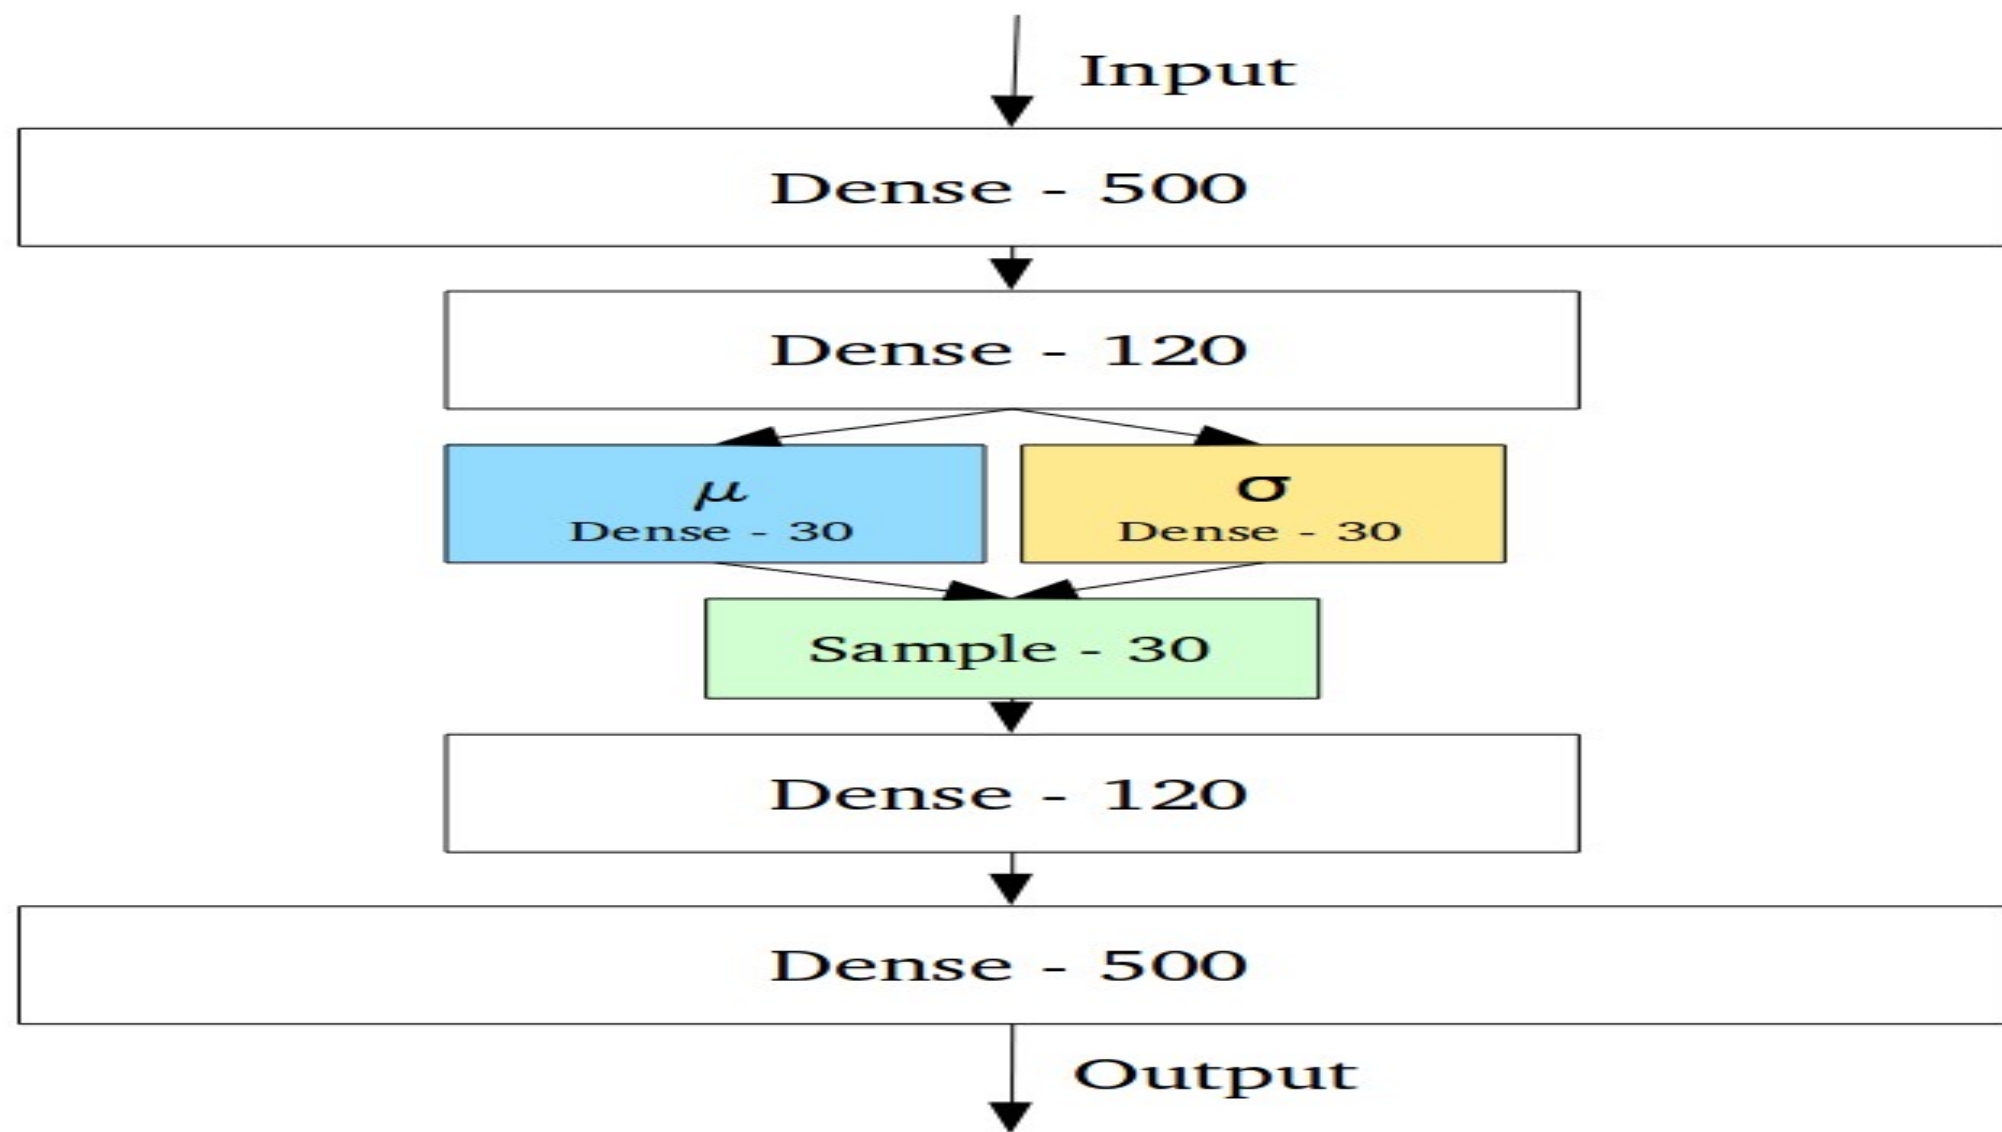 Input
Dense - 500
Dense - 120
μ
Dense - 30
σ
Dense - 30
Sample - 30
Dense - 120
Dense - 500
Output